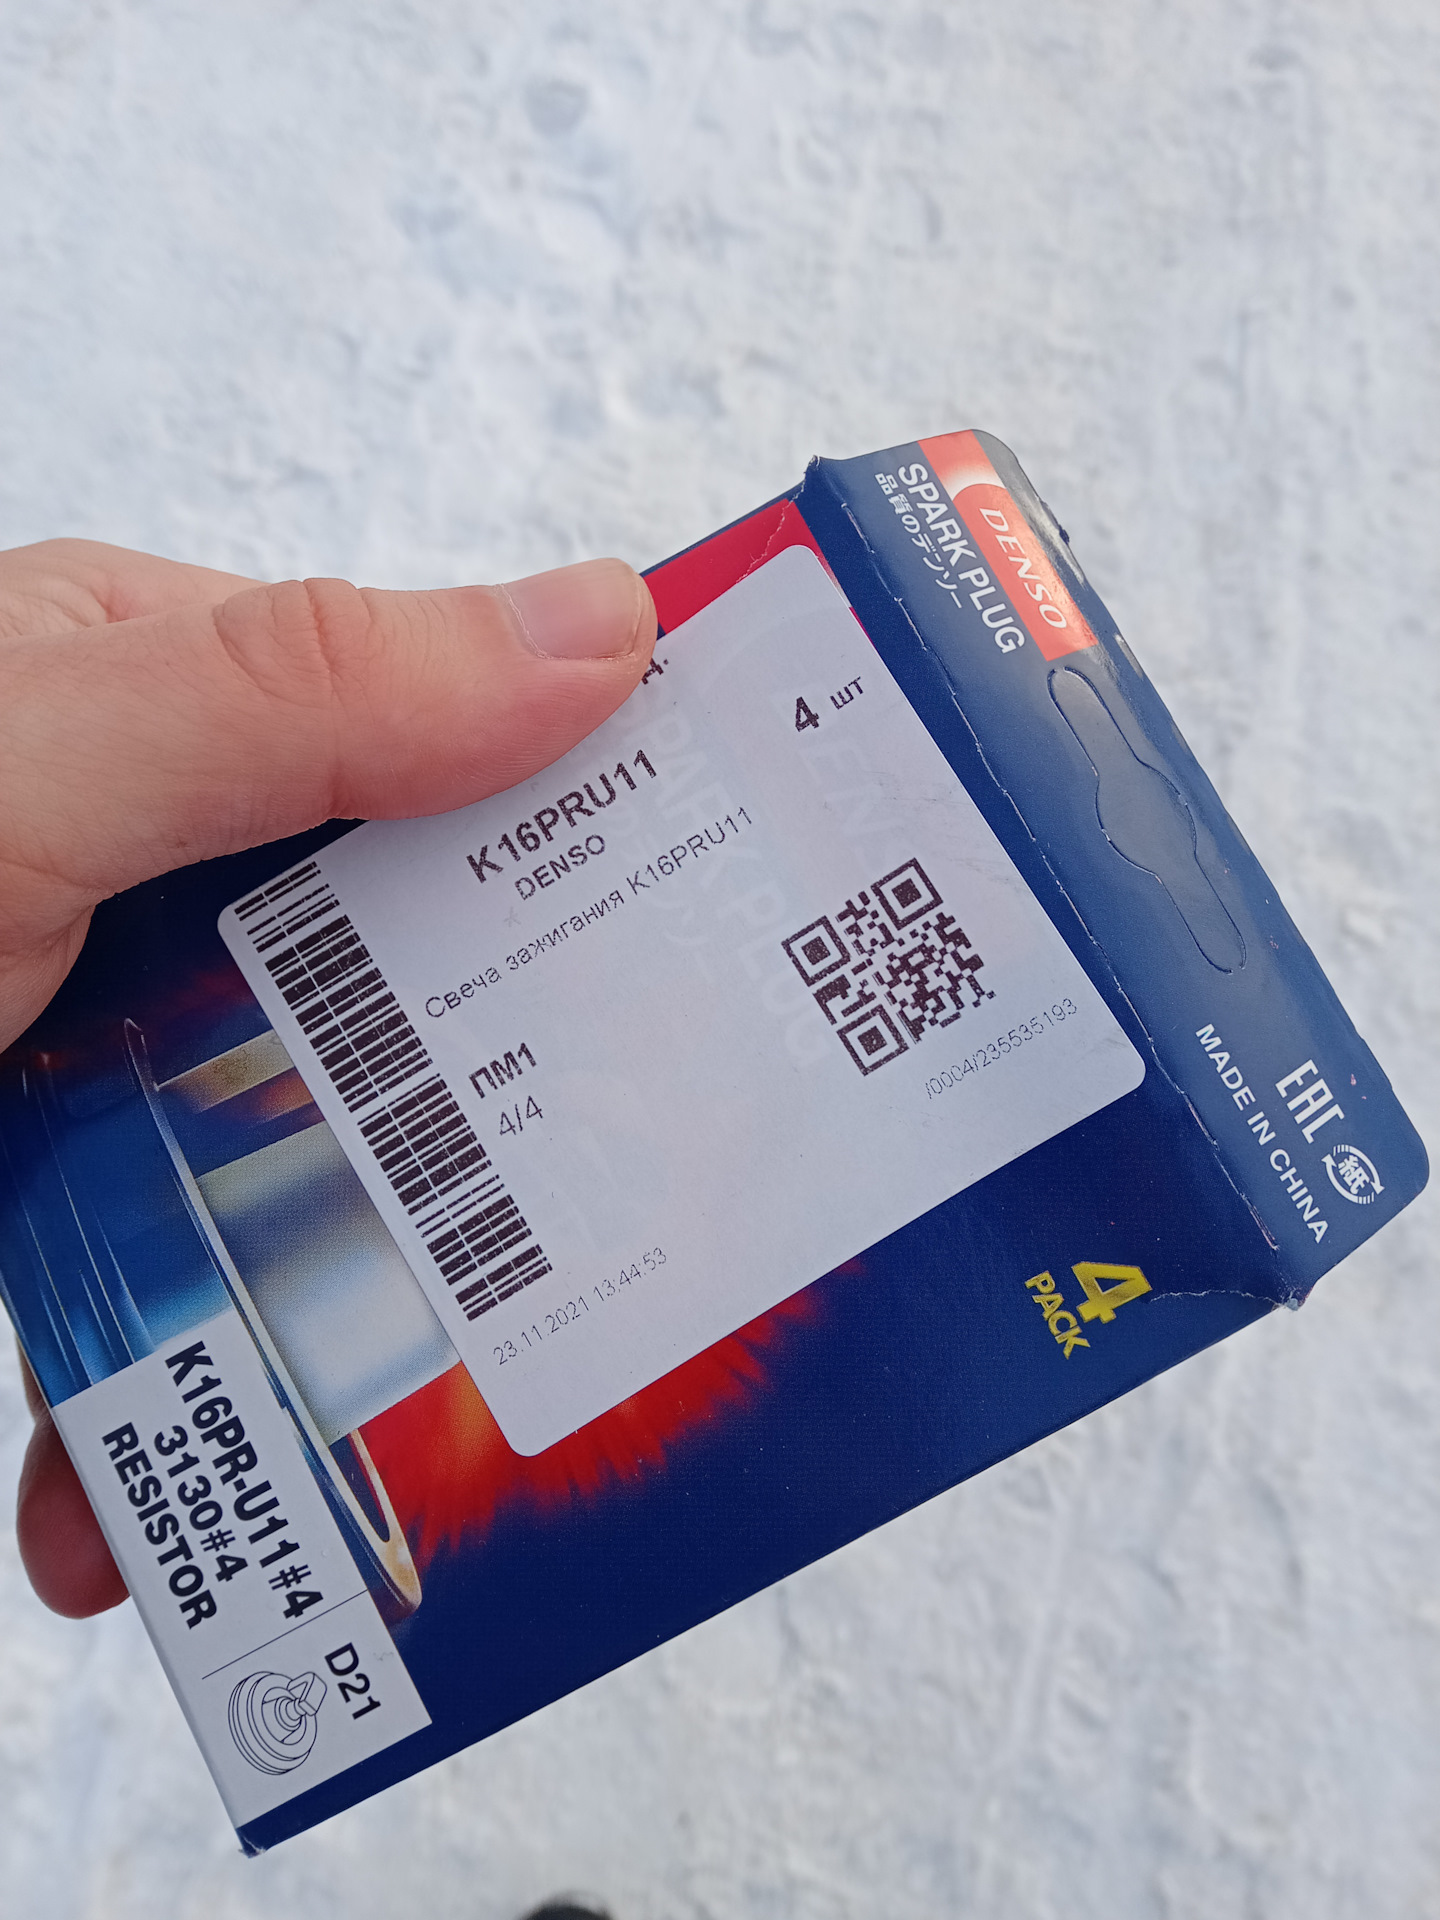 DENSO
SPARK PLUG
品質のデンソー
4 шт
K16PRU11
DENSO
Свеча зажигания K16PRU11
ПМ1
4/4
/0004/235535193
23.11.2021 13:44:53
EAC
紙
MADE IN CHINA
4
PACK
K16PR-U11#4
3130#4
RESISTOR
D21